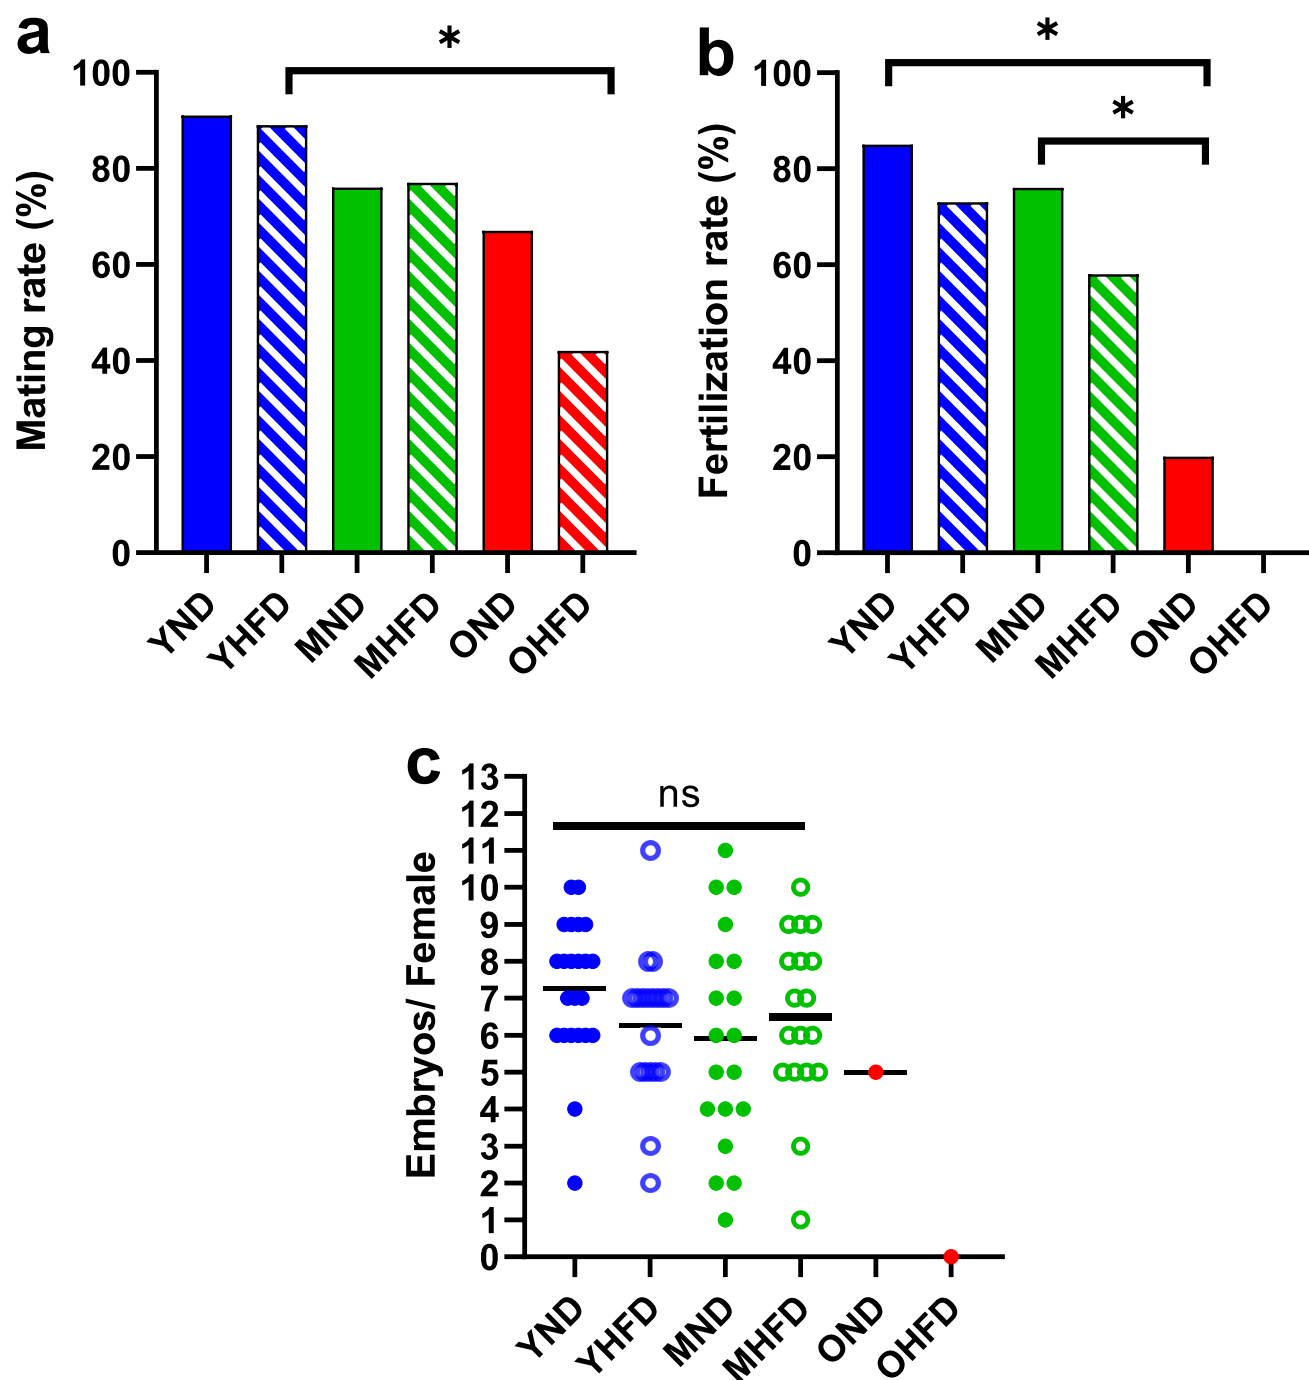 a
*
Mating rate (%)
100
80
60
40
20
0
YND
YHFD
MND
MHFD
OND
OHFD
b
*
*
Fertilization rate (%)
100
80
60
40
20
0
YND
YHFD
MND
MHFD
OND
OHFD
c
ns
Embryos/ Female
13
12
11
10
9
8
7
6
5
4
3
2
1
0
YND
YHFD
MND
MHFD
OND
OHFD